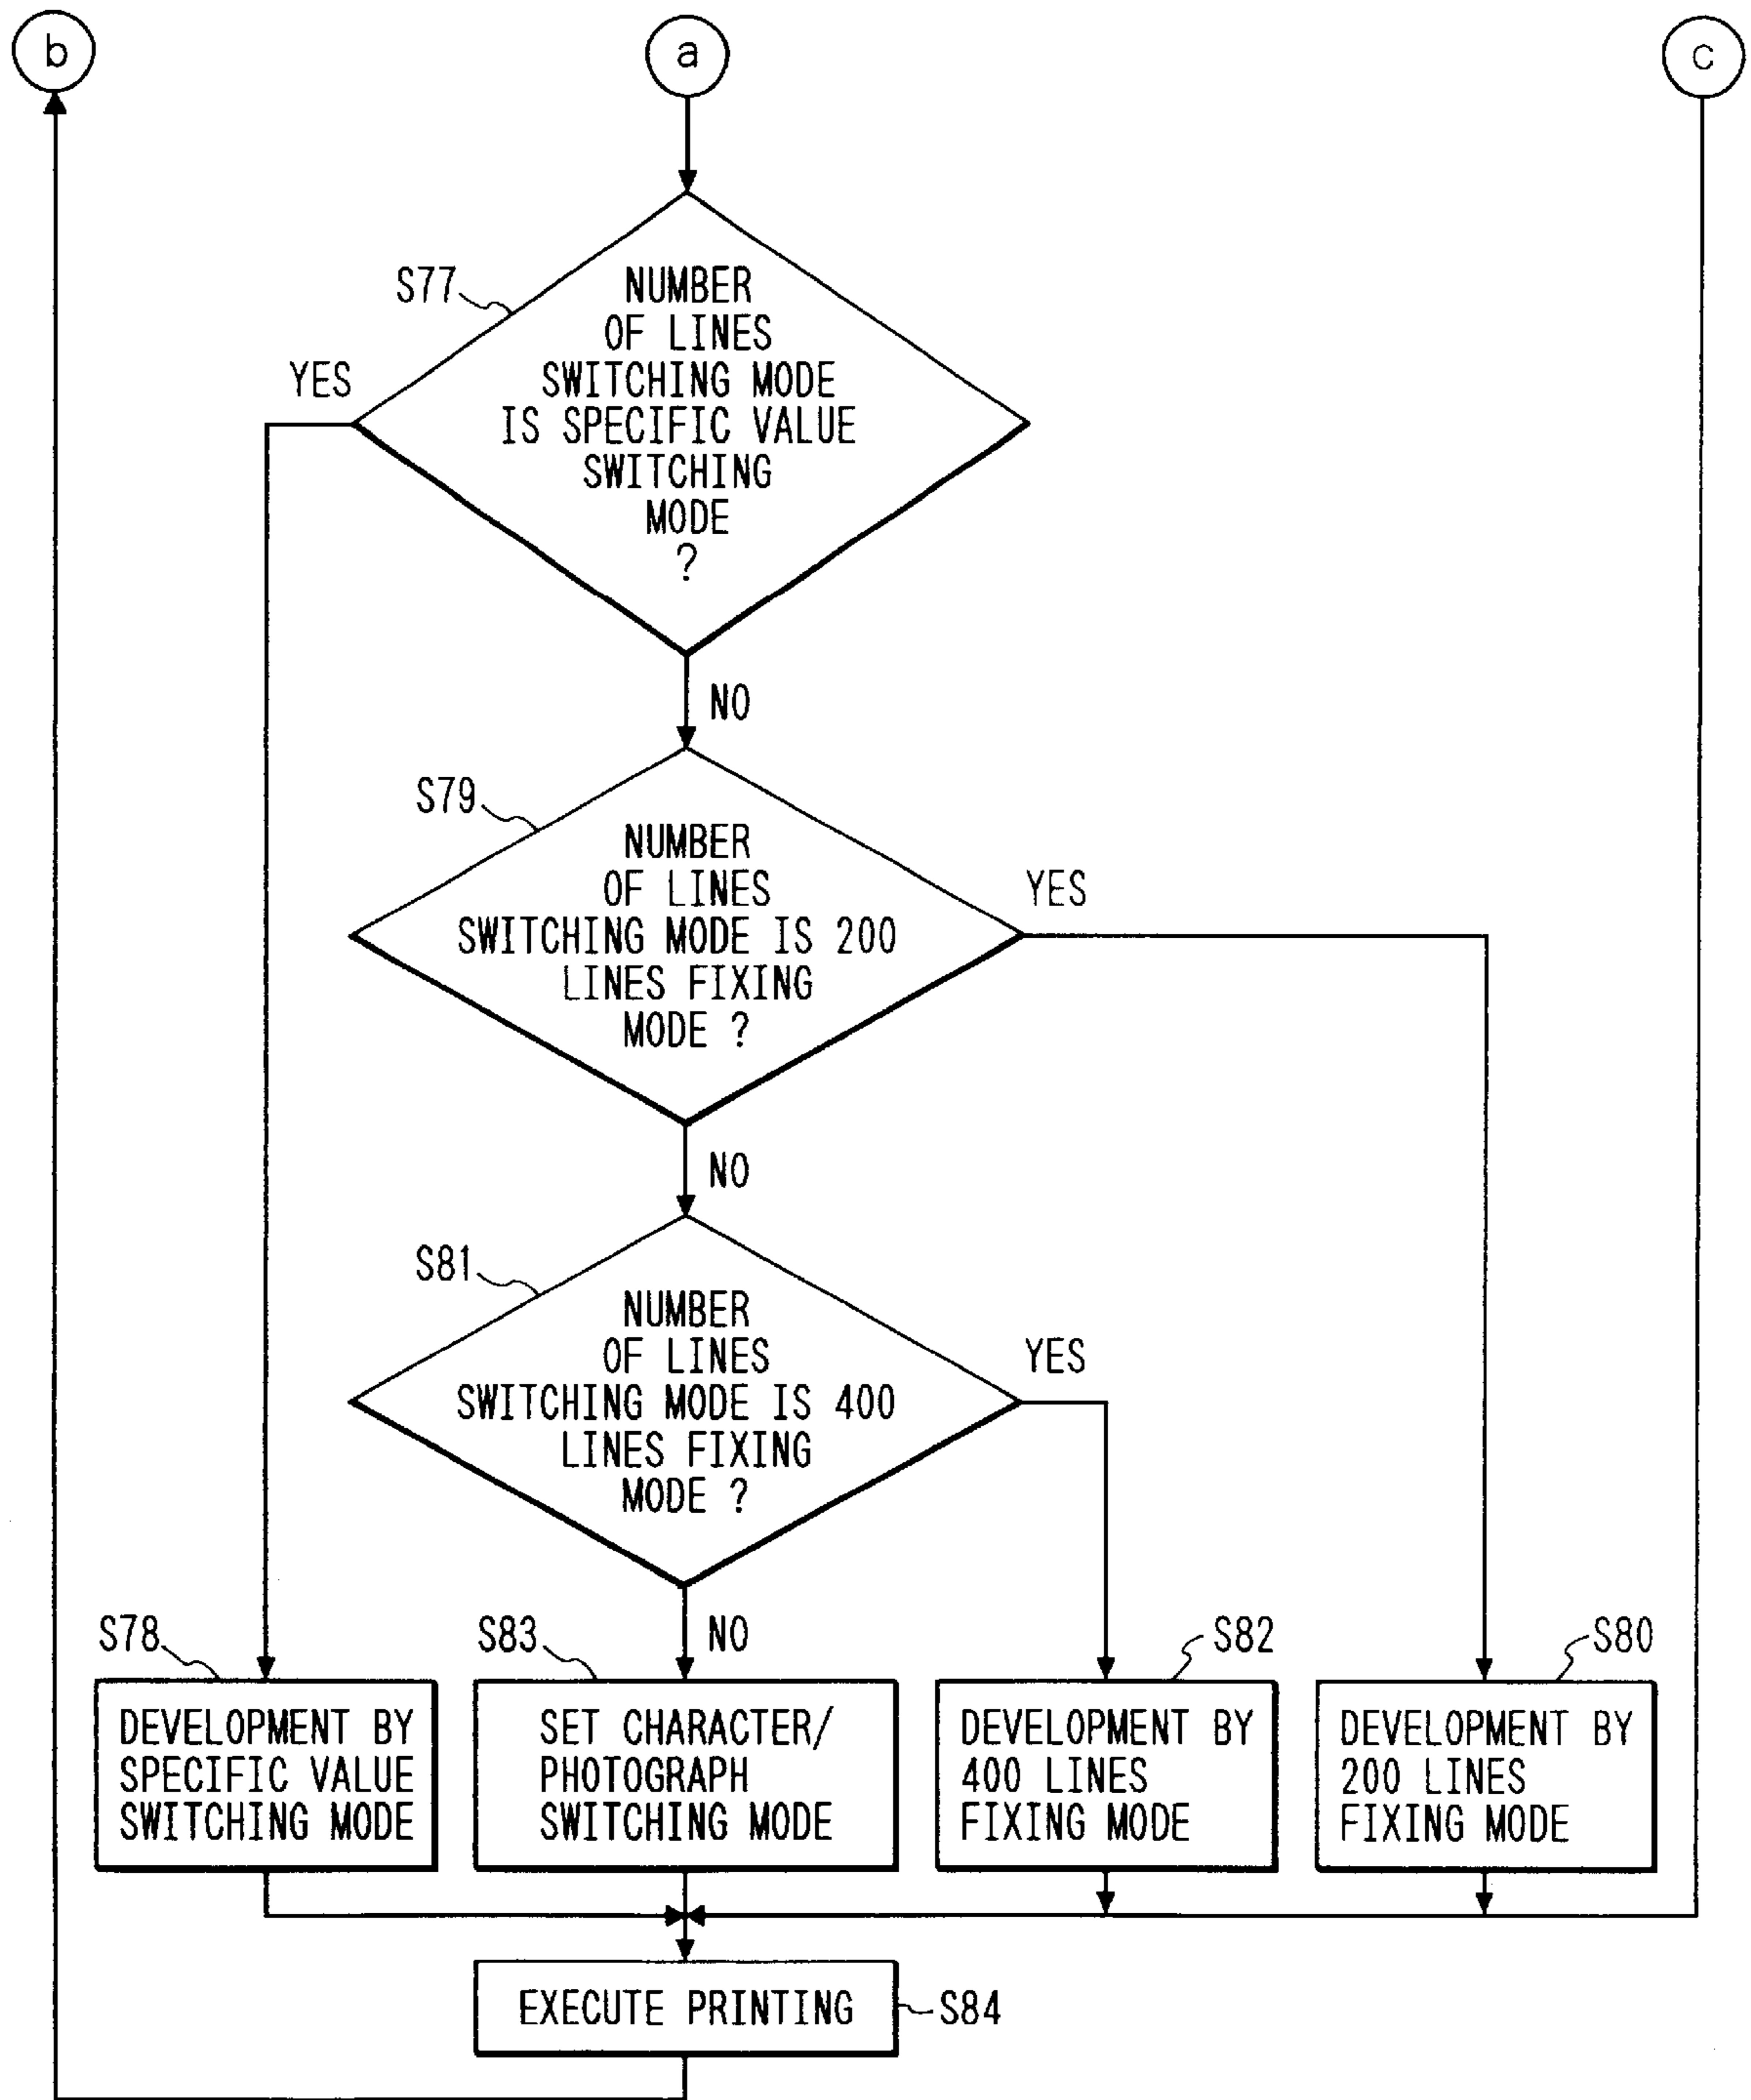 b
a
c
S77
NUMBER
OF LINES
SWITCHING MODE
IS SPECIFIC VALUE
SWITCHING
MODE
?
YES
NO
S79
NUMBER
OF LINES
SWITCHING MODE IS 200
LINES FIXING
MODE ?
YES
NO
S81
NUMBER
OF LINES
SWITCHING MODE IS 400
LINES FIXING
MODE ?
YES
NO
S78
DEVELOPMENT BY
SPECIFIC VALUE
SWITCHING MODE
S83
SET CHARACTER/
PHOTOGRAPH
SWITCHING MODE
S82
DEVELOPMENT BY
400 LINES
FIXING MODE
S80
DEVELOPMENT BY
200 LINES
FIXING MODE
EXECUTE PRINTING
S84